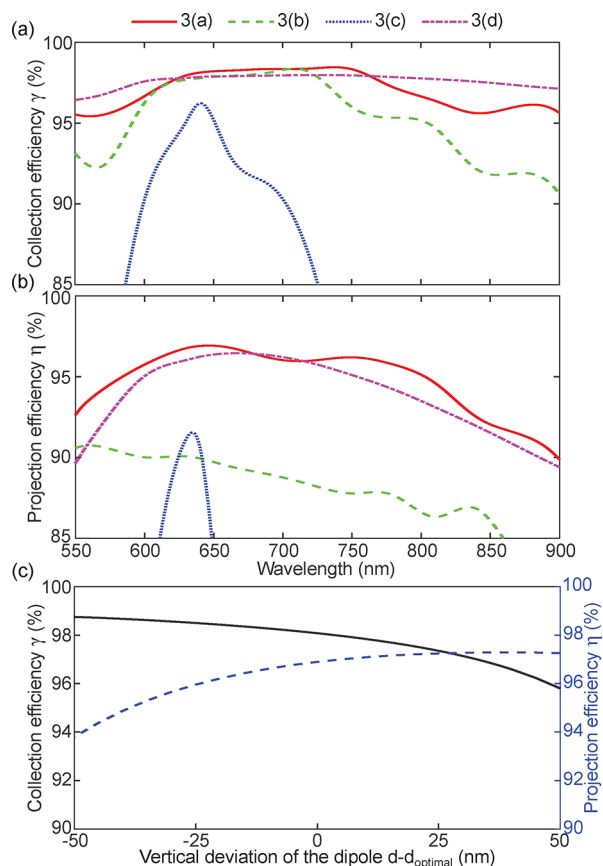 3(a) 3(b) 3(c) 3(d)
(a)
100
95
90
85
Collection efficiency γ (%)
(b)
100
95
90
85
Projection efficiency η (%)
550 600 650 700 750 800 850 900
Wavelength (nm)
(c)
100
98
96
94
92
90
Collection efficiency γ (%)
100
98
96
94
92
90
Projection efficiency η (%)
-50 -25 0 25 50
Vertical deviation of the dipole d-doptimal (nm)